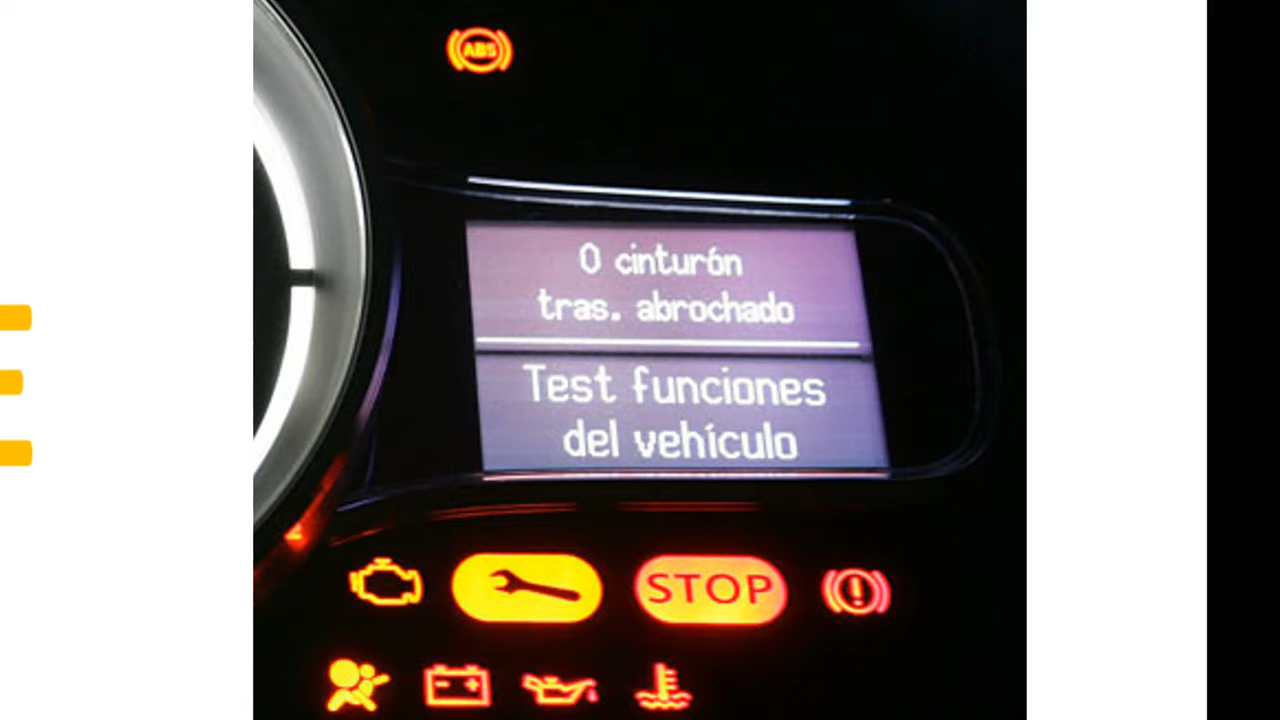 ABS
0 cinturón
tras. abrochado
Test funciones
del vehículo
STOP